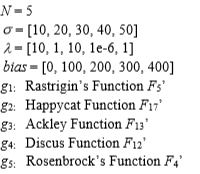 N = 5
σ = [10, 20, 30, 40, 50]
λ = [10, 1, 10, 1e-6, 1]
bias = [0, 100, 200, 300, 400]
g₁: Rastrigin's Function F₅'
g₂: Happycat Function F₁₇'
g₃: Ackley Function F₁₃'
g₄: Discus Function F₁₂'
g₅: Rosenbrock's Function F₄'